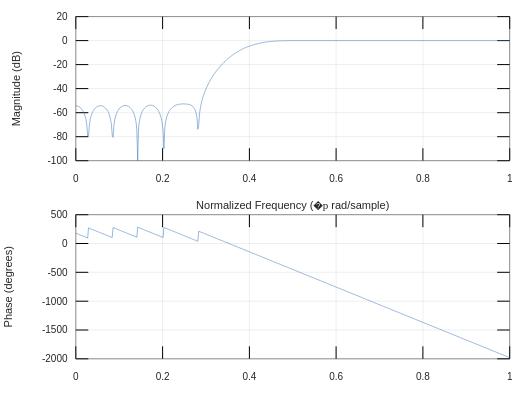 20
0
-20
-40
-60
-80
-100
Magnitude (dB)
0 0.2 0.4 0.6 0.8 1
Normalized Frequency (�p rad/sample)
500
0
-500
-1000
-1500
-2000
Phase (degrees)
0 0.2 0.4 0.6 0.8 1